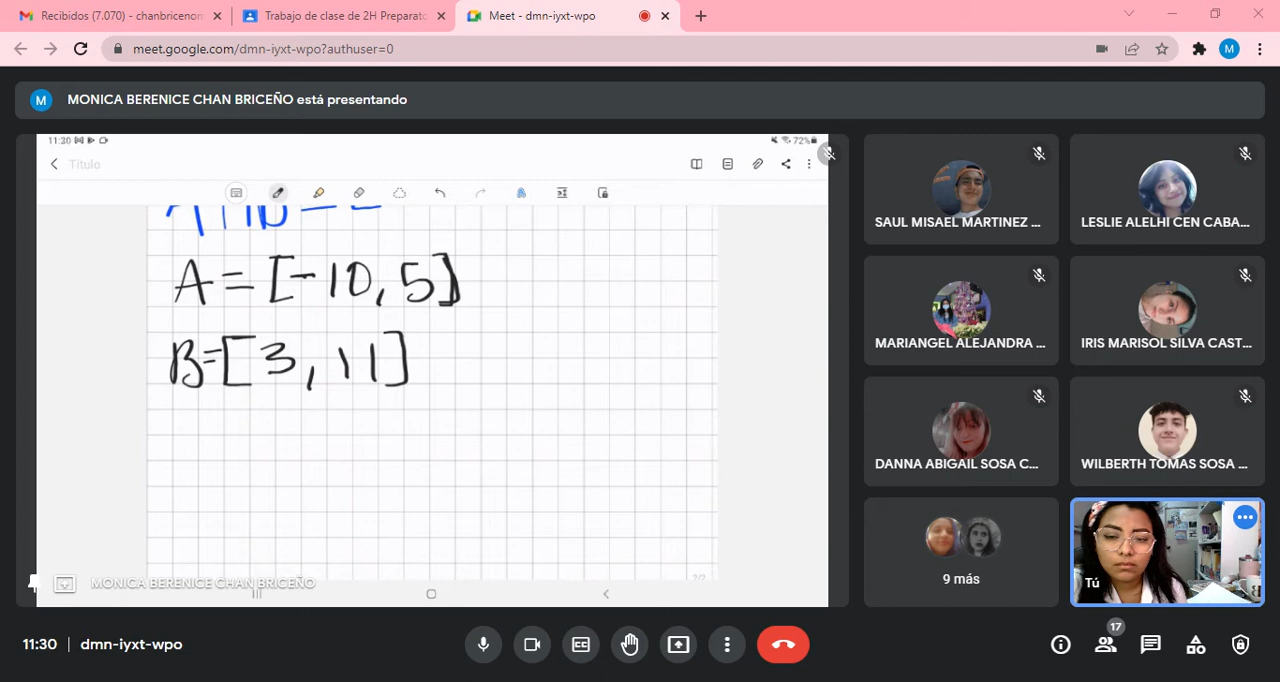 Recibidos (7.070) - chanbricenom
Trabajo de clase de 2H Preparato
Meet - dmn-iyxt-wpo
meet.google.com/dmn-iyxt-wpo?authuser=0
M
M
MONICA BERENICE CHAN BRICEÑO está presentando
11:30
72%
Título
A∩B =
A = [-10, 5]
B=[3, 11]
2/2
MONICA BERENICE CHAN BRICEÑO
SAUL MISAEL MARTINEZ ...
LESLIE ALELHI CEN CABA...
MARIANGEL ALEJANDRA ...
IRIS MARISOL SILVA CAST...
DANNA ABIGAIL SOSA C...
WILBERTH TOMAS SOSA ...
9 más
Tú
11:30 | dmn-iyxt-wpo
17